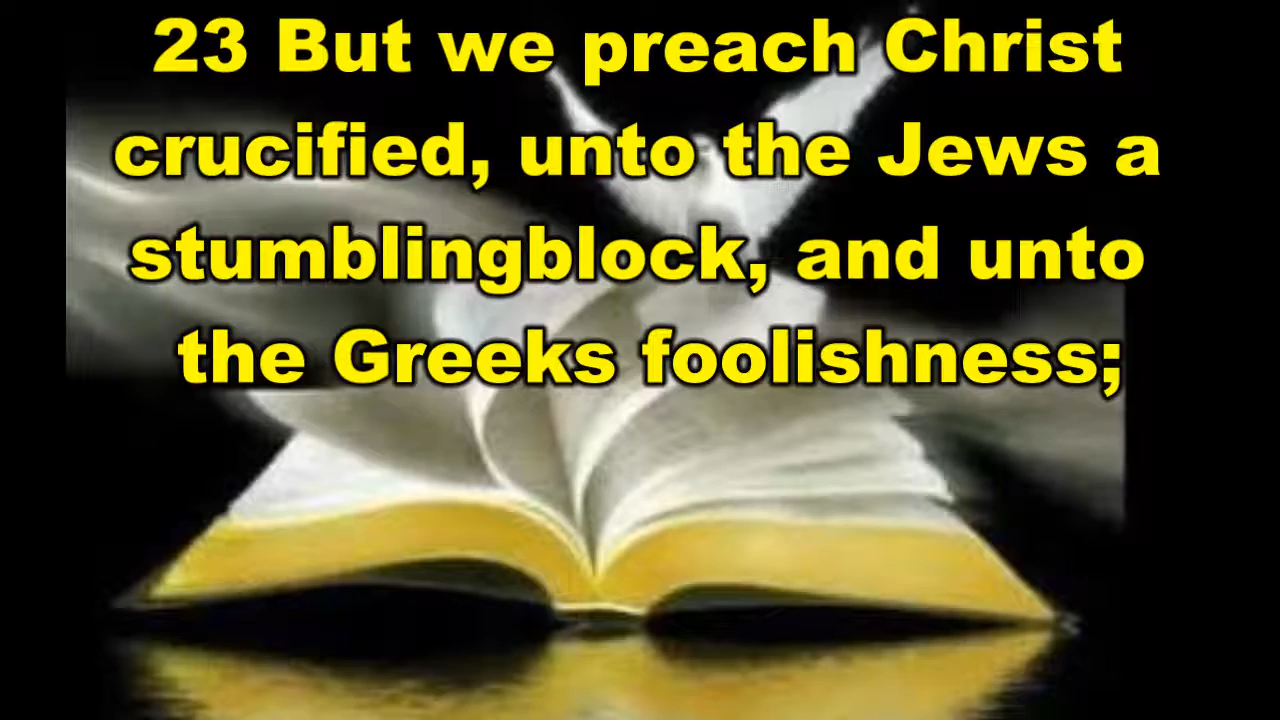 23 But we preach Christ
crucified, unto the Jews a
stumblingblock, and unto
the Greeks foolishness;